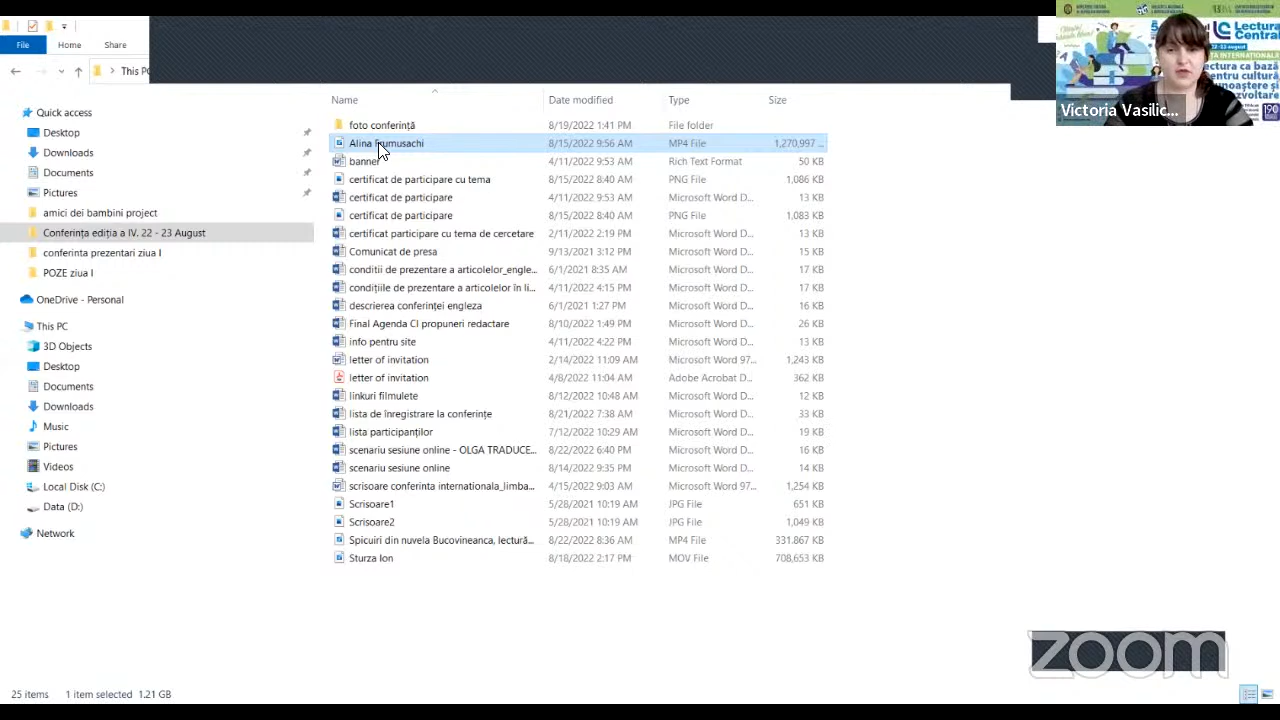 File Home Share
This PC
Name Date modified Type Size
Quick access
Desktop
Downloads
Documents
Pictures
amici dei bambini project
Conferința ediția a IV. 22 - 23 August
conferinta prezentari ziua I
POZE ziua I
OneDrive - Personal
This PC
3D Objects
Desktop
Documents
Downloads
Music
Pictures
Videos
Local Disk (C:)
Data (D:)
Network
foto conferință 8/19/2022 1:41 PM File folder
Alina Frumusachi 8/15/2022 9:56 AM MP4 File 1,270,997 ...
banner 4/11/2022 9:53 AM Rich Text Format 50 KB
certificat de participare cu tema 8/15/2022 8:40 AM PNG File 1,086 KB
certificat de participare 4/11/2022 9:53 AM Microsoft Word D... 13 KB
certificat de participare 8/15/2022 8:40 AM PNG File 1,083 KB
certificat participare cu tema de cercetare 2/11/2022 2:19 PM Microsoft Word D... 13 KB
Comunicat de presa 9/13/2021 3:12 PM Microsoft Word D... 15 KB
conditii de prezentare a articolelor_engle... 6/1/2021 8:35 AM Microsoft Word D... 17 KB
condițiile de prezentare a articolelor în li... 4/11/2022 4:15 PM Microsoft Word D... 17 KB
descrierea conferinței engleza 6/1/2021 1:27 PM Microsoft Word D... 16 KB
Final Agenda CI propuneri redactare 8/10/2022 1:49 PM Microsoft Word D... 26 KB
info pentru site 4/11/2022 4:22 PM Microsoft Word D... 13 KB
letter of invitation 2/14/2022 11:09 AM Microsoft Word 97... 1,243 KB
letter of invitation 4/8/2022 11:04 AM Adobe Acrobat D... 362 KB
linkuri filmulete 8/12/2022 10:48 AM Microsoft Word D... 12 KB
lista de înregistrare la conferințe 8/21/2022 7:38 AM Microsoft Word D... 33 KB
lista participanților 7/12/2022 10:29 AM Microsoft Word D... 19 KB
scenariu sesiune online - OLGA TRADUCE... 8/22/2022 6:40 PM Microsoft Word D... 16 KB
scenariu sesiune online 8/14/2022 9:35 PM Microsoft Word D... 14 KB
scrisoare conferinta internationala_limba... 4/15/2022 9:03 AM Microsoft Word 97... 1,254 KB
Scrisoare1 5/28/2021 10:19 AM JPG File 651 KB
Scrisoare2 5/28/2021 10:19 AM JPG File 1,049 KB
Spicuiri din nuvela Bucovineanca, lectură... 8/22/2022 8:36 AM MP4 File 331,867 KB
Sturza Ion 8/18/2022 2:17 PM MOV File 708,653 KB
25 items 1 item selected 1.21 GB
Lectura
Central
Victoria Vasilic...
190
zoom